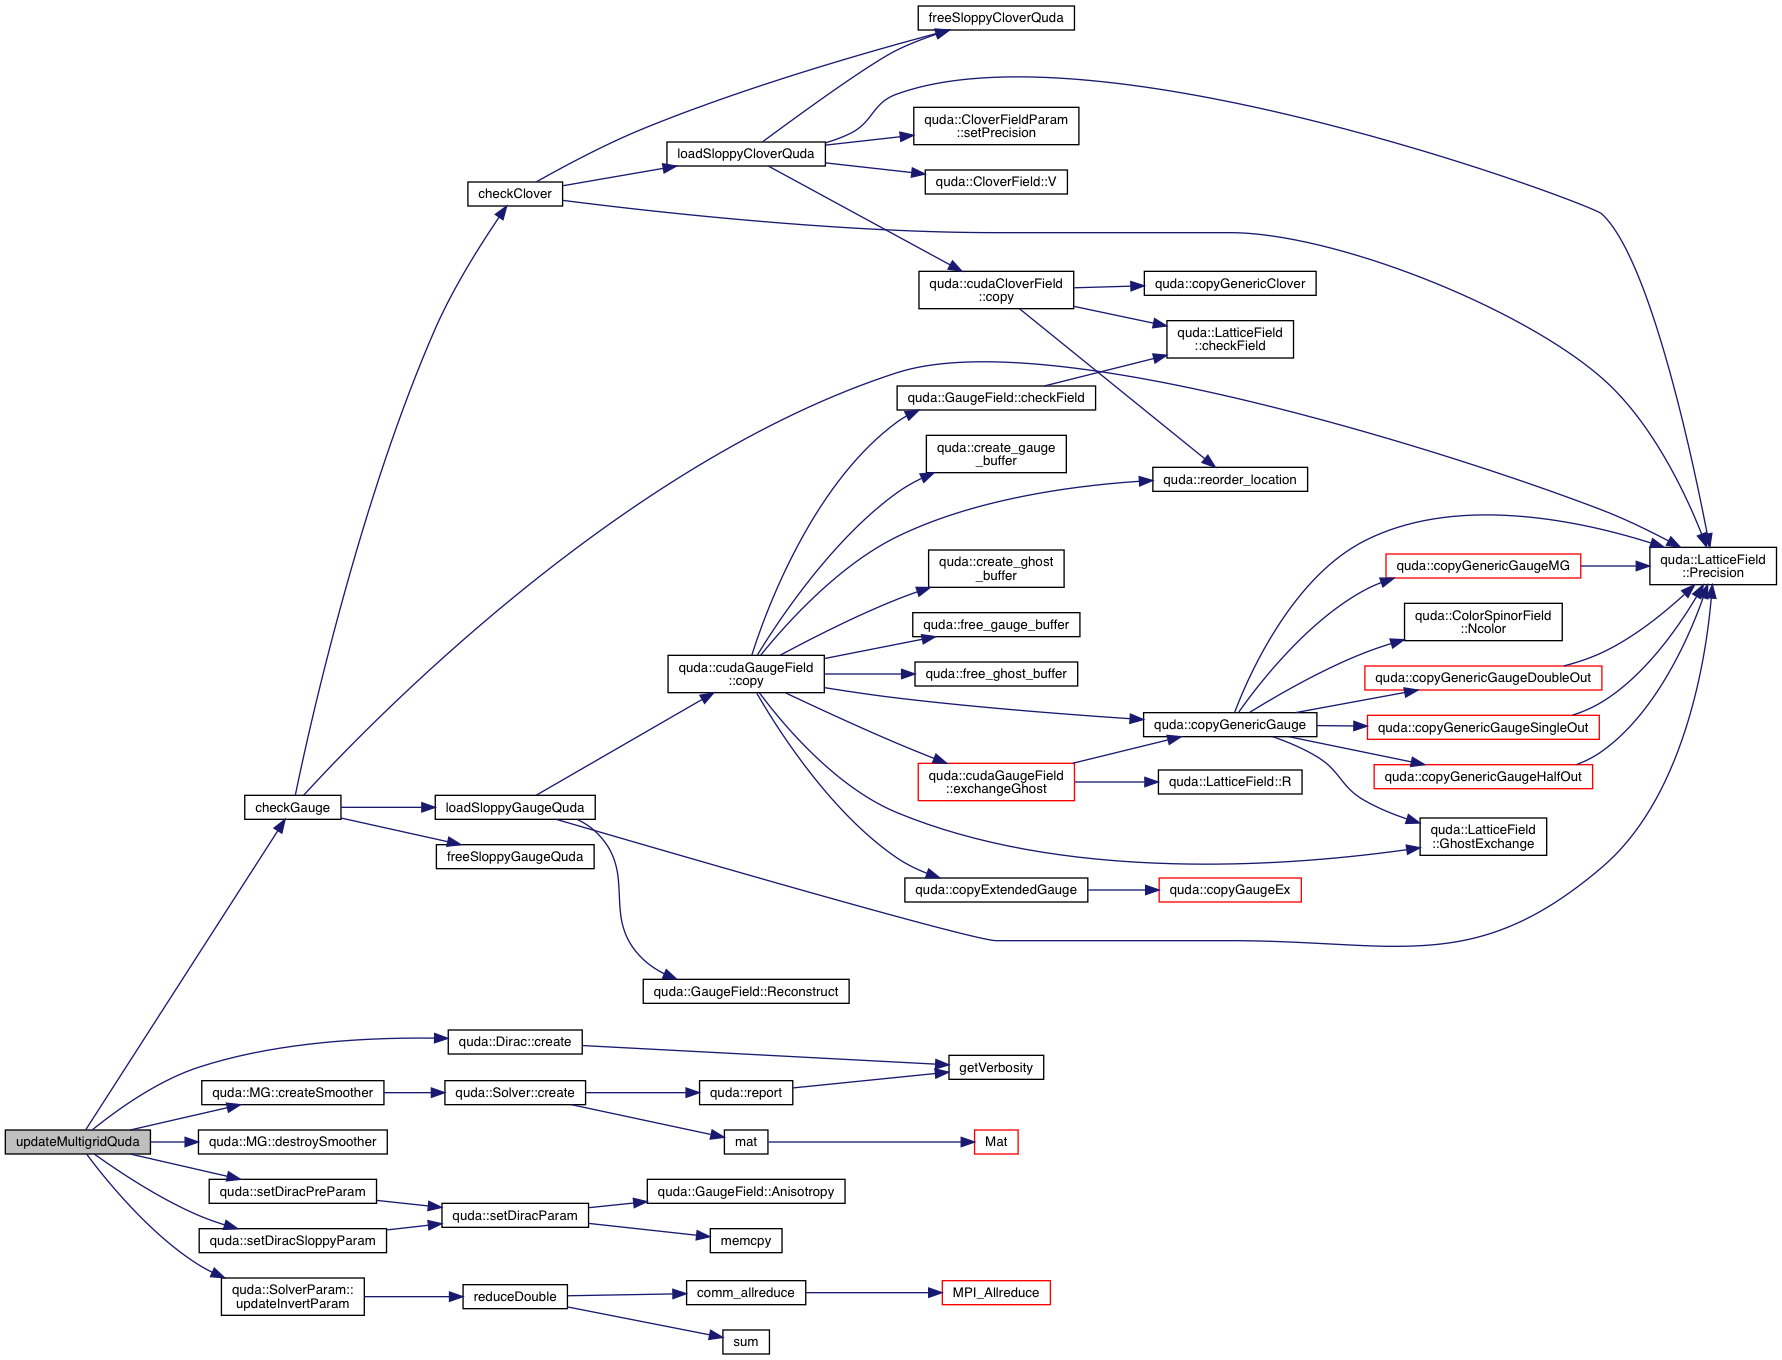 freeSloppyCloverQuda
quda::CloverFieldParam
::setPrecision
loadSloppyCloverQuda
quda::CloverField::V
checkClover
quda::cudaCloverField
::copy
quda::copyGenericClover
quda::LatticeField
::checkField
quda::GaugeField::checkField
quda::create_gauge
_buffer
quda::reorder_location
quda::create_ghost
_buffer
quda::copyGenericGaugeMG
quda::LatticeField
::Precision
quda::ColorSpinorField
::Ncolor
quda::free_gauge_buffer
quda::cudaGaugeField
::copy
quda::free_ghost_buffer
quda::copyGenericGaugeDoubleOut
quda::copyGenericGauge
quda::copyGenericGaugeSingleOut
quda::cudaGaugeField
::exchangeGhost
quda::LatticeField::R
quda::copyGenericGaugeHalfOut
checkGauge
loadSloppyGaugeQuda
quda::LatticeField
::GhostExchange
freeSloppyGaugeQuda
quda::copyExtendedGauge
quda::copyGaugeEx
quda::GaugeField::Reconstruct
quda::Dirac::create
getVerbosity
quda::MG::createSmoother
quda::Solver::create
quda::report
updateMultigridQuda
quda::MG::destroySmoother
mat
Mat
quda::setDiracPreParam
quda::GaugeField::Anisotropy
quda::setDiracParam
quda::setDiracSloppyParam
memcpy
quda::SolverParam::
updateInvertParam
reduceDouble
comm_allreduce
MPI_Allreduce
sum